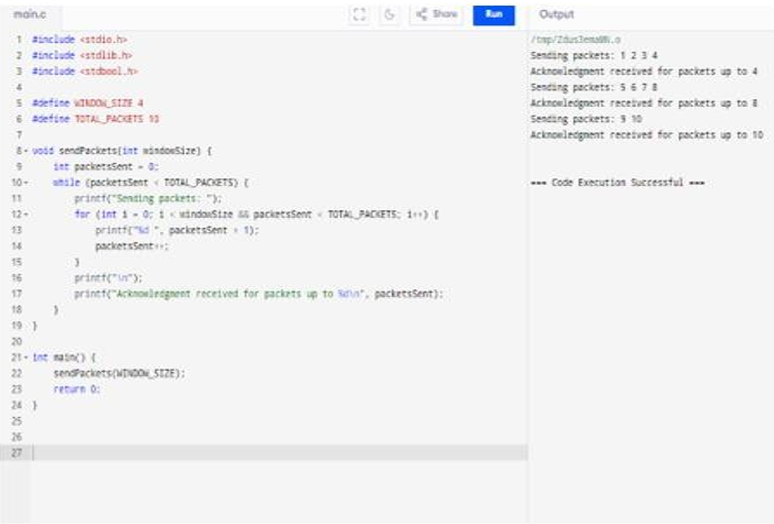 main.c
Share
Run
Output
1 #include <stdio.h>
2 #include <stdlib.h>
3 #include <stdbool.h>
4
5 #define WINDOW_SIZE 4
6 #define TOTAL_PACKETS 10
7
8 void sendPackets(int windowSize) {
9 int packetsSent = 0;
10 while (packetsSent < TOTAL_PACKETS) {
11 printf("Sending packets: ");
12 for (int i = 0; i < windowSize && packetsSent < TOTAL_PACKETS; i++) {
13 printf("%d ", packetsSent + 1);
14 packetsSent++;
15 }
16 printf("\n");
17 printf("Acknowledgment received for packets up to %d\n", packetsSent);
18 }
19 }
20
21 int main() {
22 sendPackets(WINDOW_SIZE);
23 return 0;
24 }
25
26
27
Sending packets: 1 2 3 4
Acknowledgment received for packets up to 4
Sending packets: 5 6 7 8
Acknowledgment received for packets up to 8
Sending packets: 9 10
Acknowledgment received for packets up to 10
=== Code Execution Successful ===